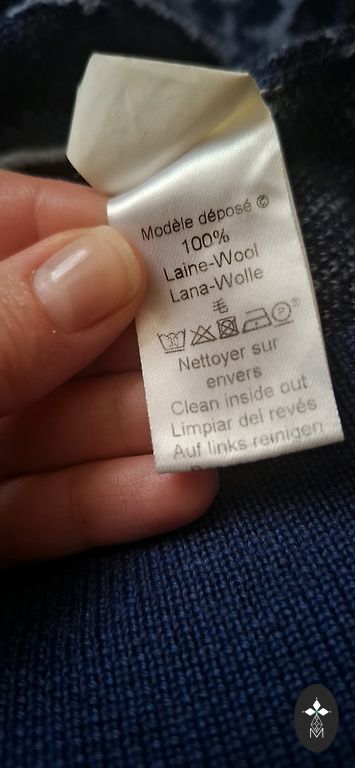 Modèle déposé ©
100%
Laine-Wool
Lana-Wolle
毛
P
Nettoyer sur
envers
Clean inside out
Limpiar del revés
Auf links reinigen
M